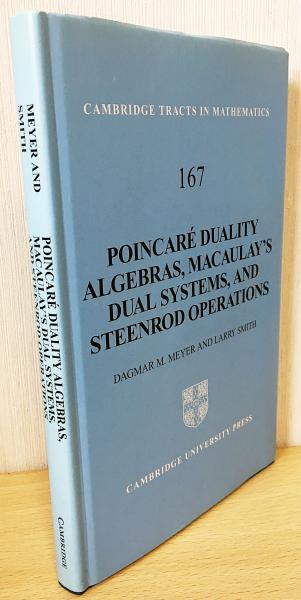 CAMBRIDGE TRACTS IN MATHEMATICS
167
POINCARÉ DUALITY
ALGEBRAS, MACAULAY'S
DUAL SYSTEMS, AND
STEENROD OPERATIONS
DAGMAR M. MEYER AND LARRY SMITH
CAMBRIDGE UNIVERSITY PRESS
MEYER AND
SMITH
POINCARÉ DUALITY ALGEBRAS,
MACAULAY'S DUAL SYSTEMS,
AND STEENROD OPERATIONS
CAMBRIDGE